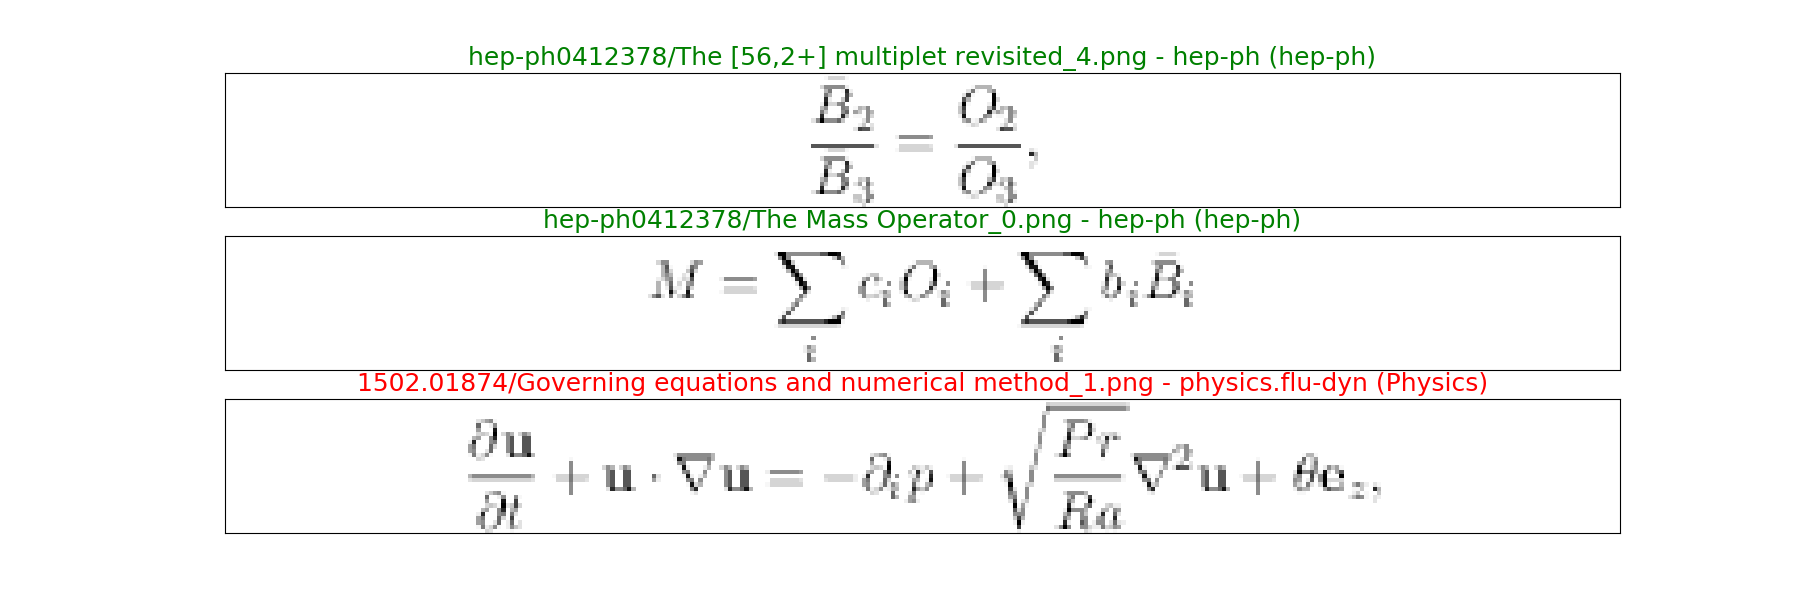 hep-ph0412378/The [56,2+] multiplet revisited_4.png - hep-ph (hep-ph)
\frac{\bar{B}_2}{\bar{B}_3} = \frac{O_2}{O_3},
hep-ph0412378/The Mass Operator_0.png - hep-ph (hep-ph)
M = \sum_i c_i O_i + \sum_i b_i \bar{B}_i
1502.01874/Governing equations and numerical method_1.png - physics.flu-dyn (Physics)
\frac{\partial \mathbf{u}}{\partial t} + \mathbf{u} \cdot \nabla \mathbf{u} = -\partial_i p + \sqrt{\frac{Pr}{Ra}} \nabla^2 \mathbf{u} + \theta \mathbf{e}_z,